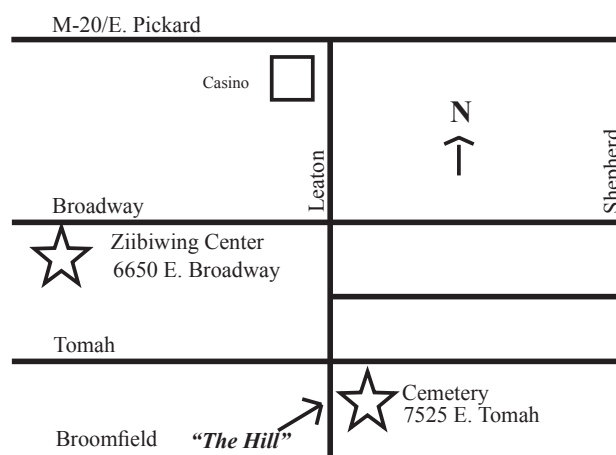 M-20/E. Pickard
Casino
N
Leaton
Shepherd
Broadway
Ziibiwing Center
6650 E. Broadway
Tomah
Cemetery
7525 E. Tomah
Broomfield
“The Hill”